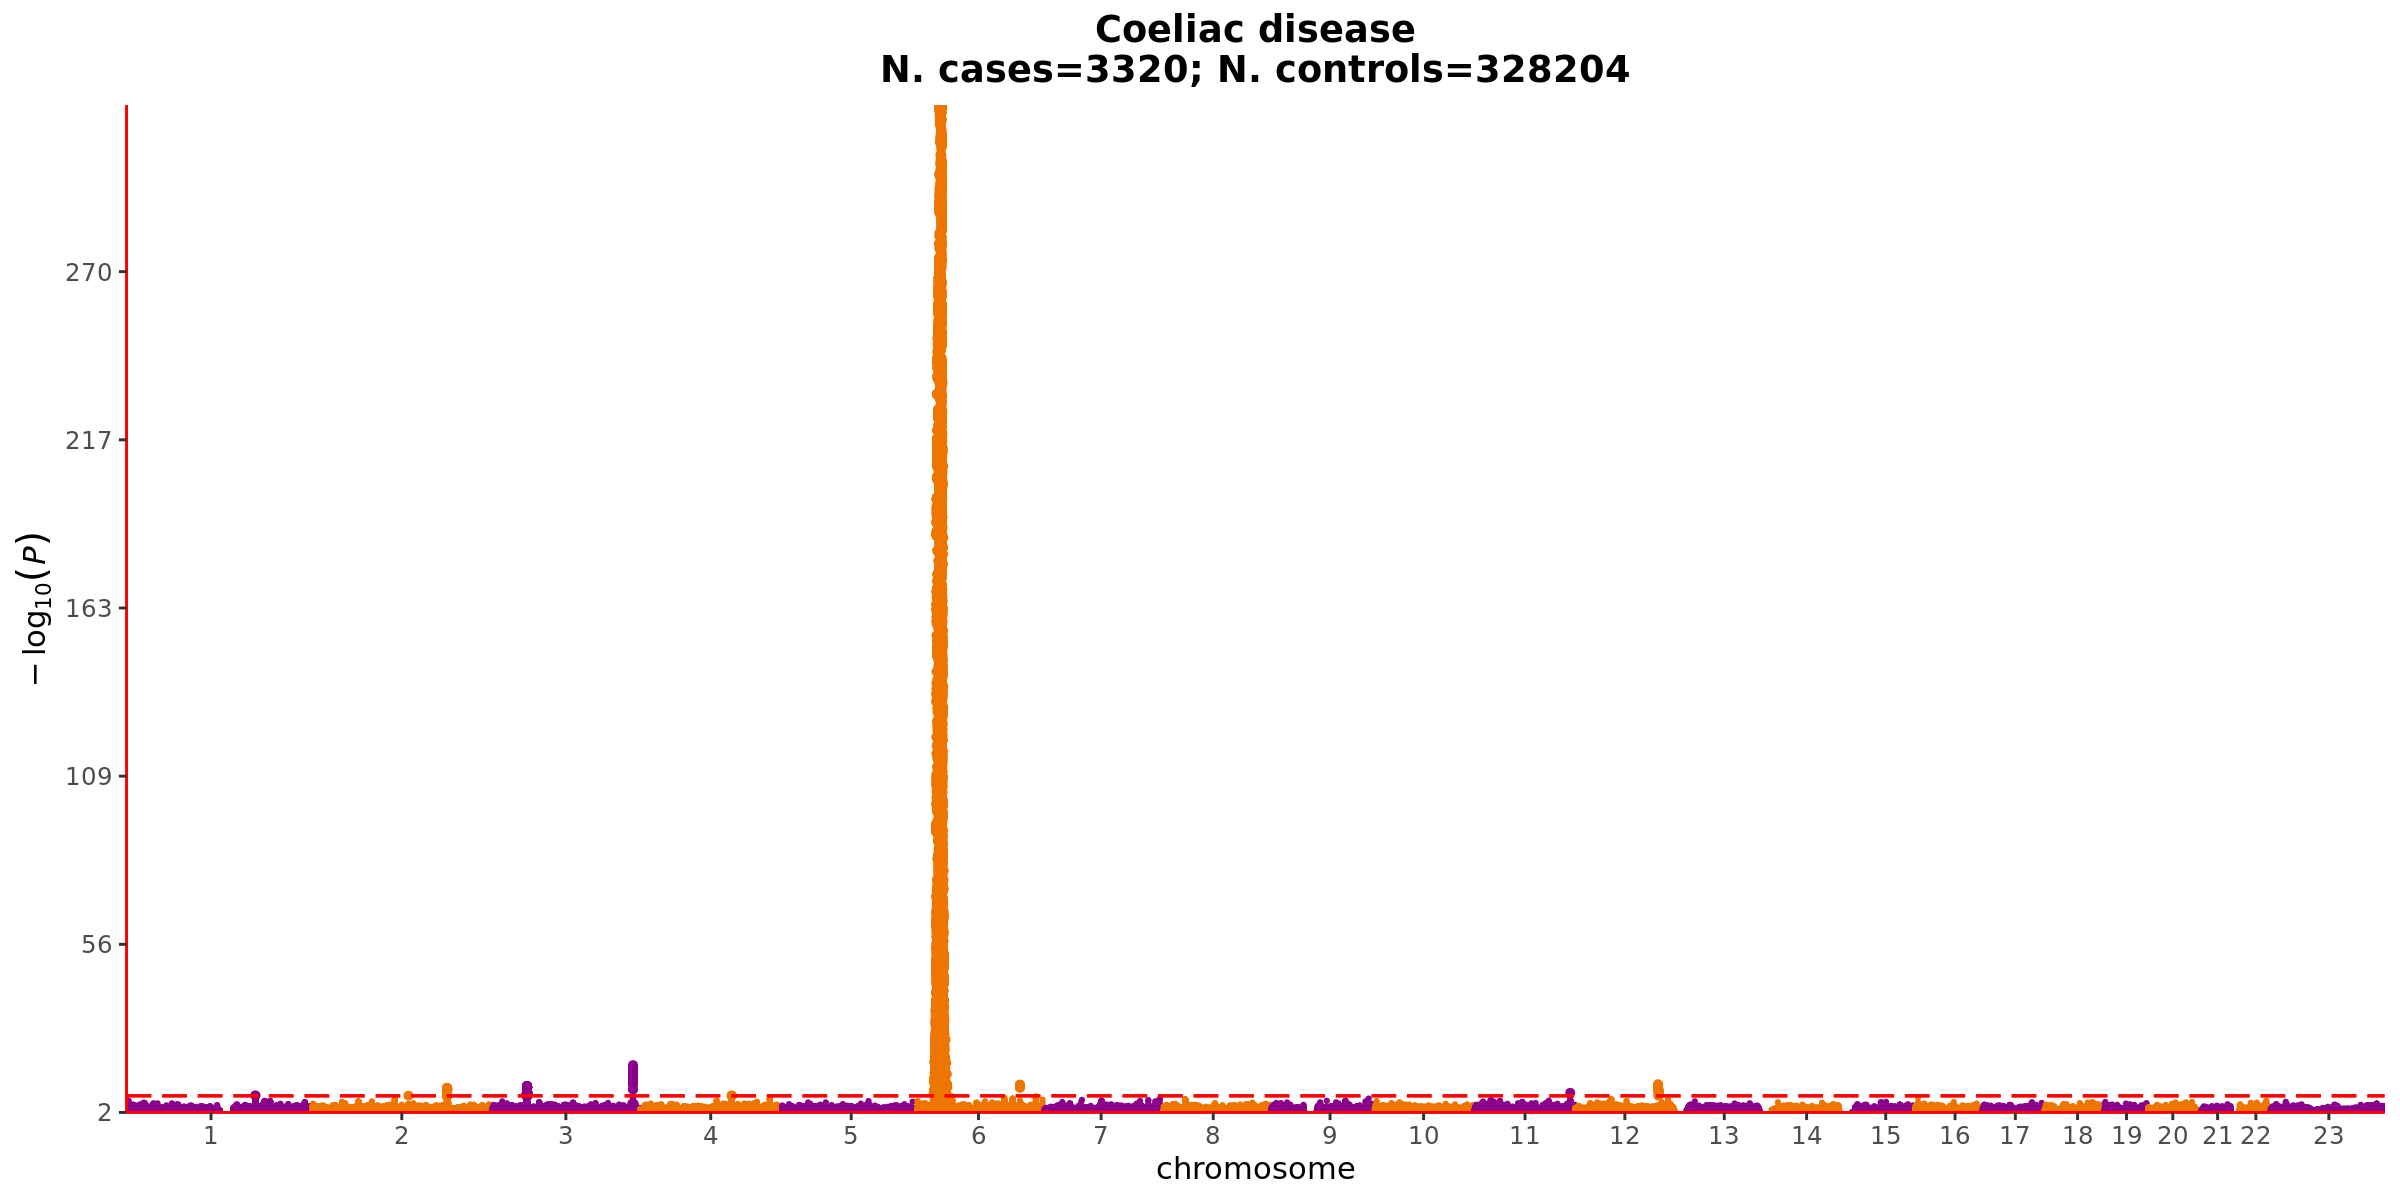 Coeliac disease
N. cases=3320; N. controls=328204
270
217
163
109
56
2
−log10(P)
1 2 3 4 5 6 7 8 9 10 11 12 13 14 15 16 17 18 19 20 21 22 23
chromosome